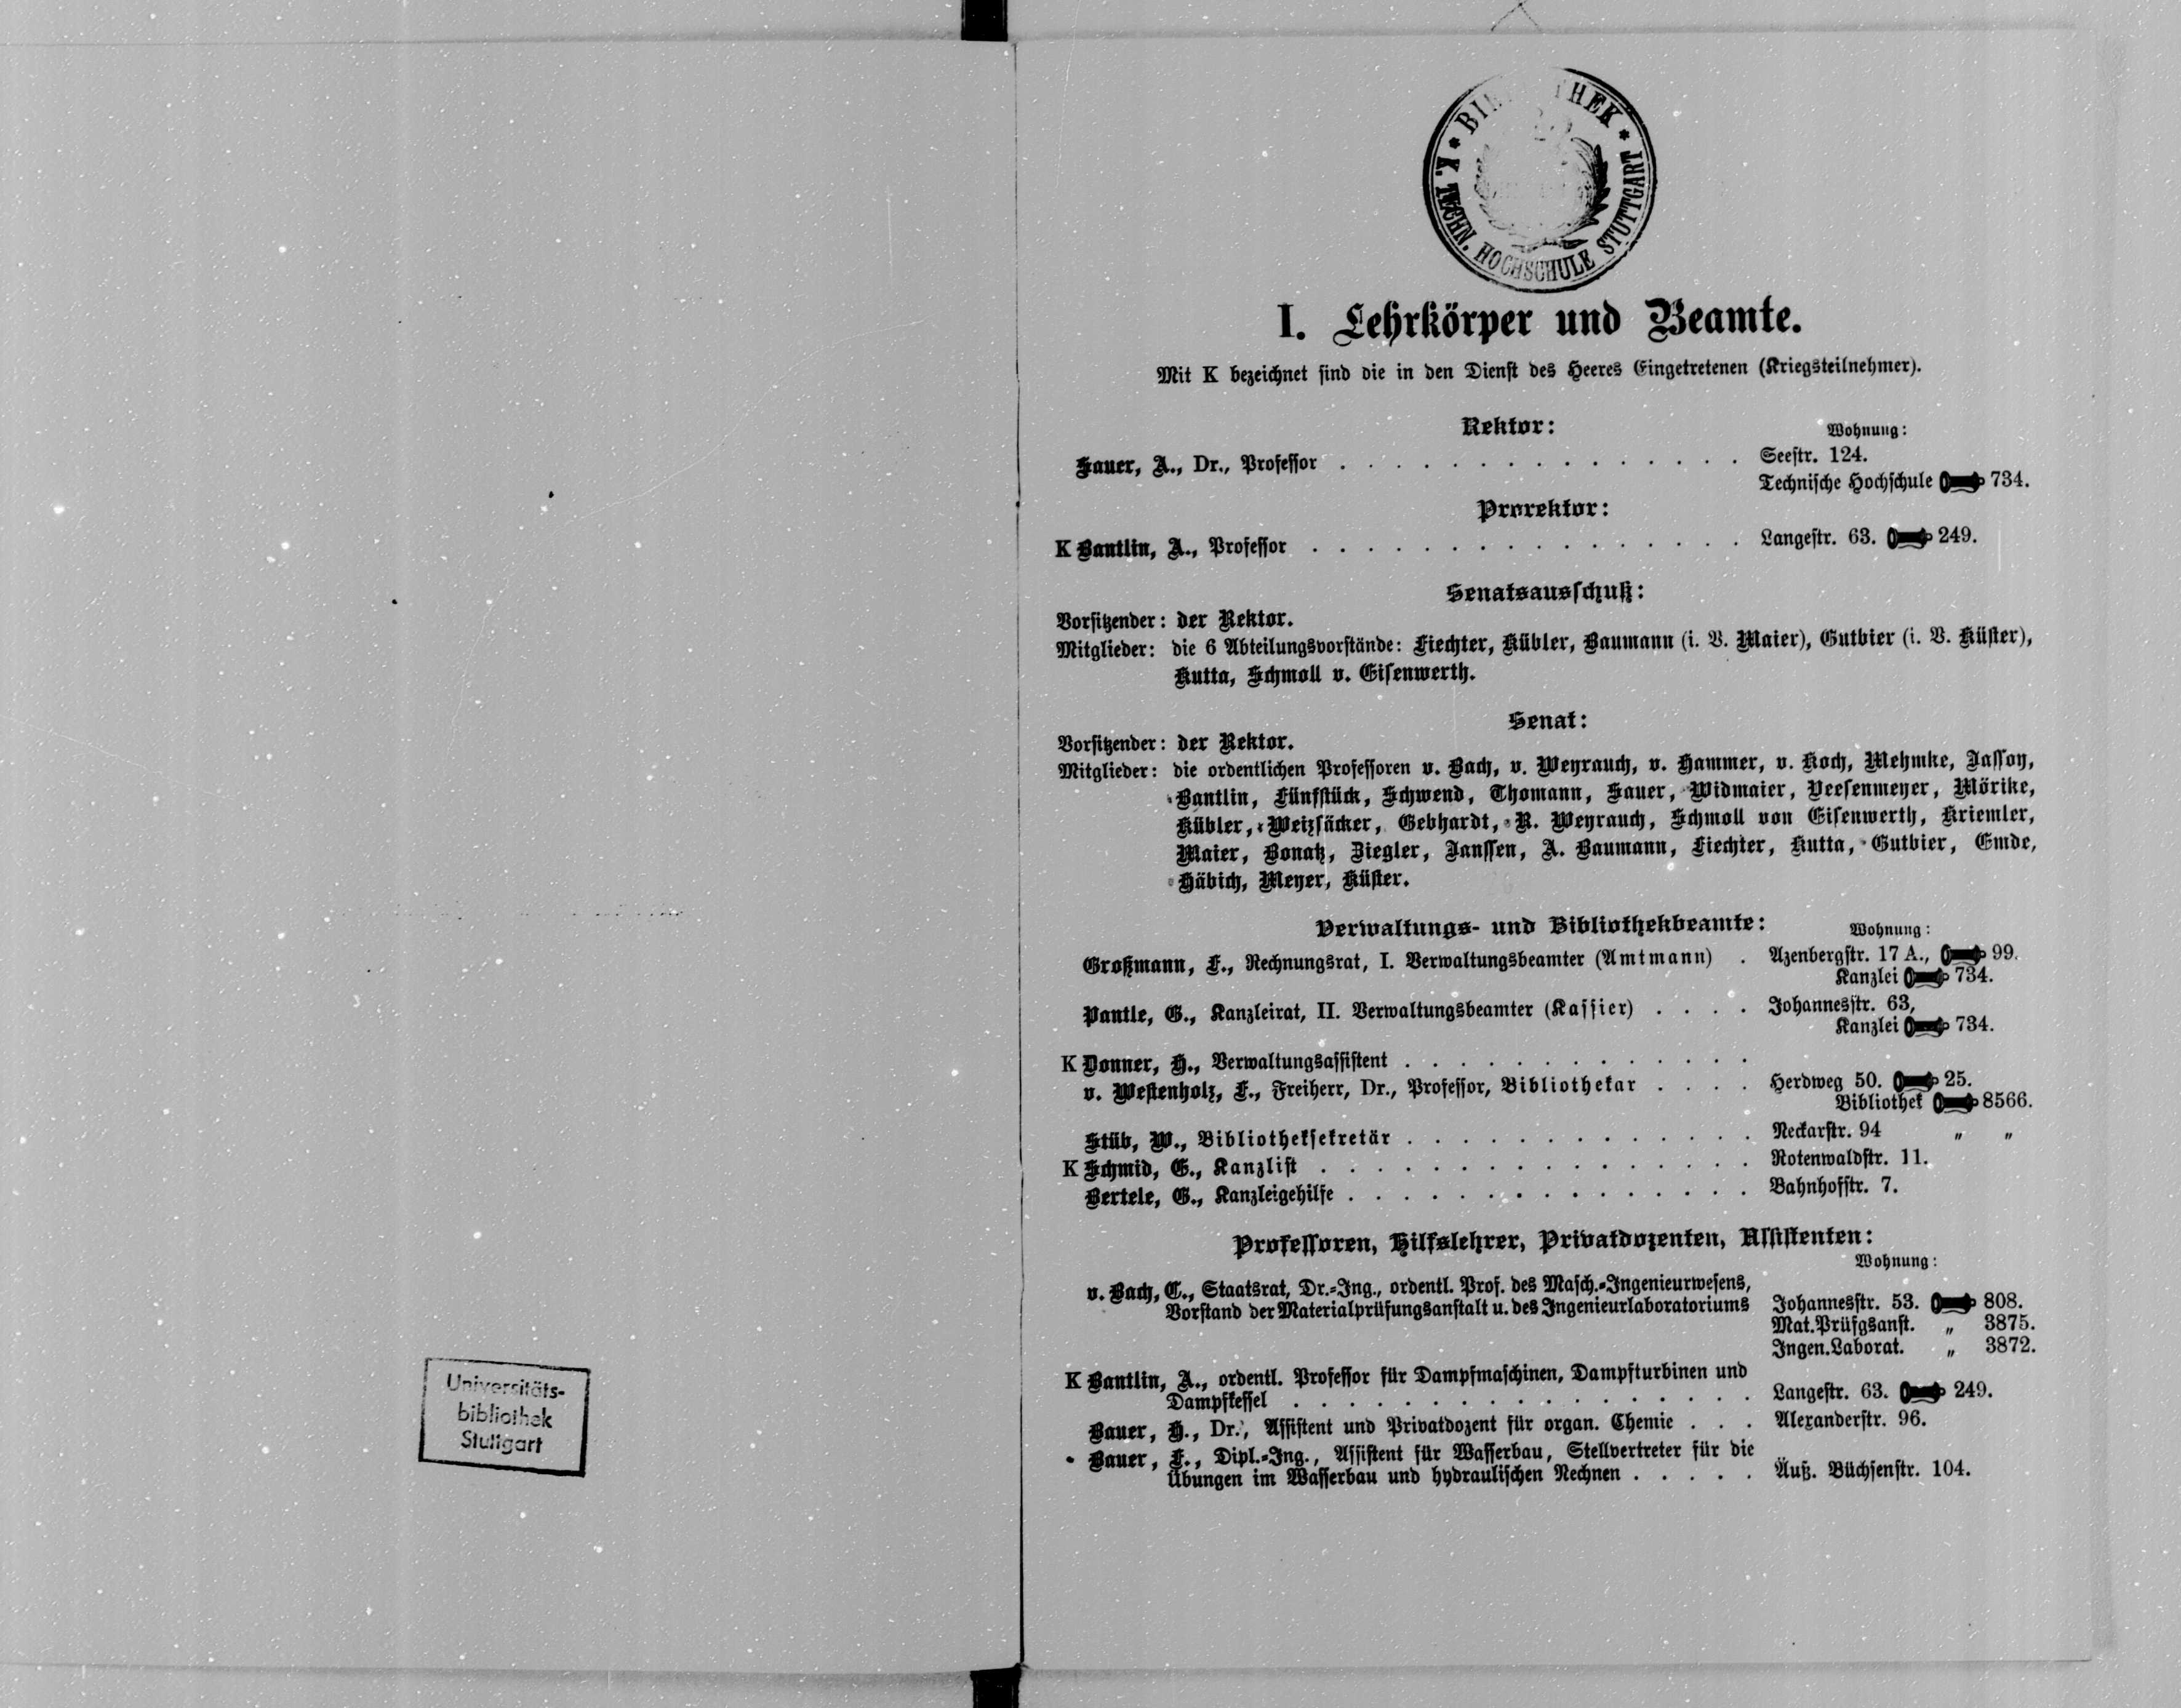 Universitäts-
bibliothek
Stuttgart
K. TECHN. HOCHSCHULE STUTTGART
I. Lehrkörper und Beamte.
Mit K bezeichnet sind die in den Dienst des Heeres Eingetretenen (Kriegsteilnehmer).
Rektor:
Wohnung:
Sauer, A., Dr., Professor . . . . . . . . . . . . . . . Seestr. 124.
Technische Hochschule 734.
Prorektor:
K Bantlin, A., Professor . . . . . . . . . . . . . . . . Langestr. 63. 249.
Senatsausschuß:
Vorsitzender: der Rektor.
Mitglieder: die 6 Abteilungsvorstände: Fiechter, Kübler, Baumann (i. V. Maier), Gutbier (i. V. Küster),
Kutta, Schmoll v. Eisenwerth.
Senat:
Vorsitzender: der Rektor.
Mitglieder: die ordentlichen Professoren v. Bach, v. Weyrauch, v. Hammer, v. Koch, Mehmke, Jassoy,
Bantlin, Fünfstück, Schwend, Thomann, Sauer, Widmaier, Veesenmeyer, Mörike,
Kübler, Weizsäcker, Gebhardt, R. Weyrauch, Schmoll von Eisenwerth, Kriemler,
Maier, Bonatz, Ziegler, Janssen, A. Baumann, Fiechter, Kutta, Gutbier, Emde,
Häbich, Meyer, Küster.
Verwaltungs- und Bibliothekbeamte:
Wohnung:
Großmann, F., Rechnungsrat, I. Verwaltungsbeamter (Amtmann) . Azenbergstr. 17 A., 99.
Kanzlei 734.
Pantle, G., Kanzleirat, II. Verwaltungsbeamter (Kassier) . . . . Johannesstr. 63,
Kanzlei 734.
K Donner, H., Verwaltungsassistent . . . . . . . . . . . . .
v. Westenholz, F., Freiherr, Dr., Professor, Bibliothekar . . . . Herdweg 50. 25.
Bibliothek 8566.
Stüb, W., Bibliotheksekretär . . . . . . . . . . . . . Neckarstr. 94 „ „
K Schmid, G., Kanzlist . . . . . . . . . . . . . . . . Rotenwaldstr. 11.
Bertele, G., Kanzleigehilfe . . . . . . . . . . . . . . . Bahnhofstr. 7.
Professoren, Hilfslehrer, Privatdozenten, Assistenten:
Wohnung:
v. Bach, C., Staatsrat, Dr.-Ing., ordentl. Prof. des Masch.-Ingenieurwesens,
Vorstand der Materialprüfungsanstalt u. des Ingenieurlaboratoriums Johannesstr. 53. 808.
Mat.Prüfgsanst. „ 3875.
Ingen.Laborat. „ 3872.
K Bantlin, A., ordentl. Professor für Dampfmaschinen, Dampfturbinen und
Dampfkessel . . . . . . . . . . . . . . . . . Langestr. 63. 249.
Bauer, H., Dr., Assistent und Privatdozent für organ. Chemie . . . Alexanderstr. 96.
Bauer, F., Dipl.-Ing., Assistent für Wasserbau, Stellvertreter für die
Übungen im Wasserbau und hydraulischen Rechnen . . . . . Äuß. Büchsenstr. 104.